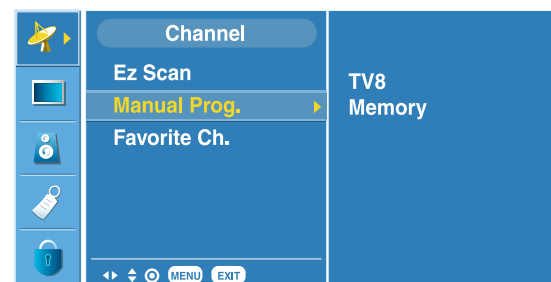 Channel
Ez Scan
Manual Prog.
Favorite Ch.
TV8
Memory
MENU EXIT